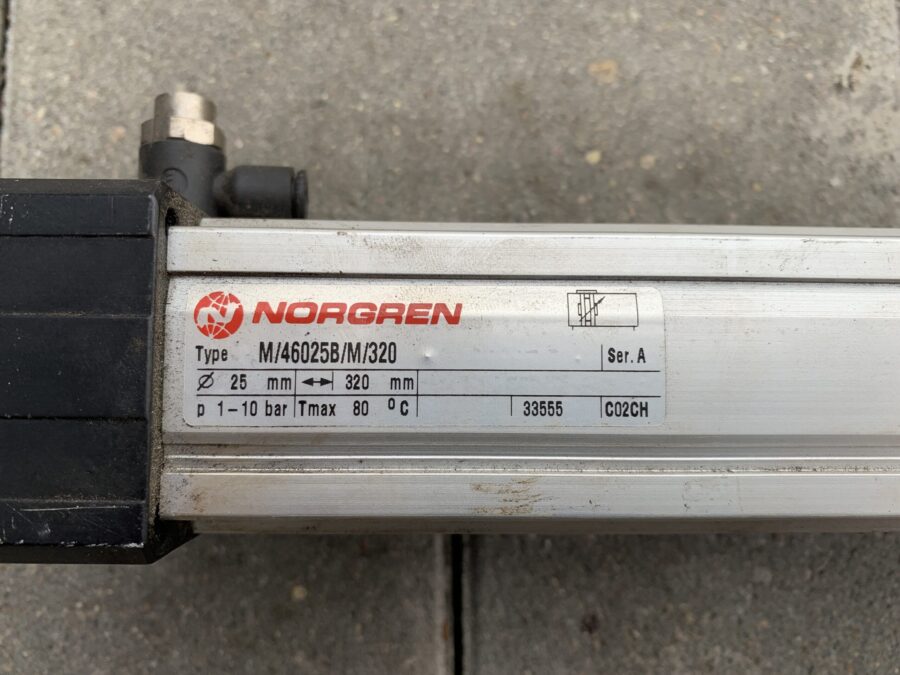 NORGREN
Type M/46025B/M/320 Ser. A
Ø 25 mm ↔ 320 mm
p 1-10 bar Tmax 80 °C 33555 C02CH